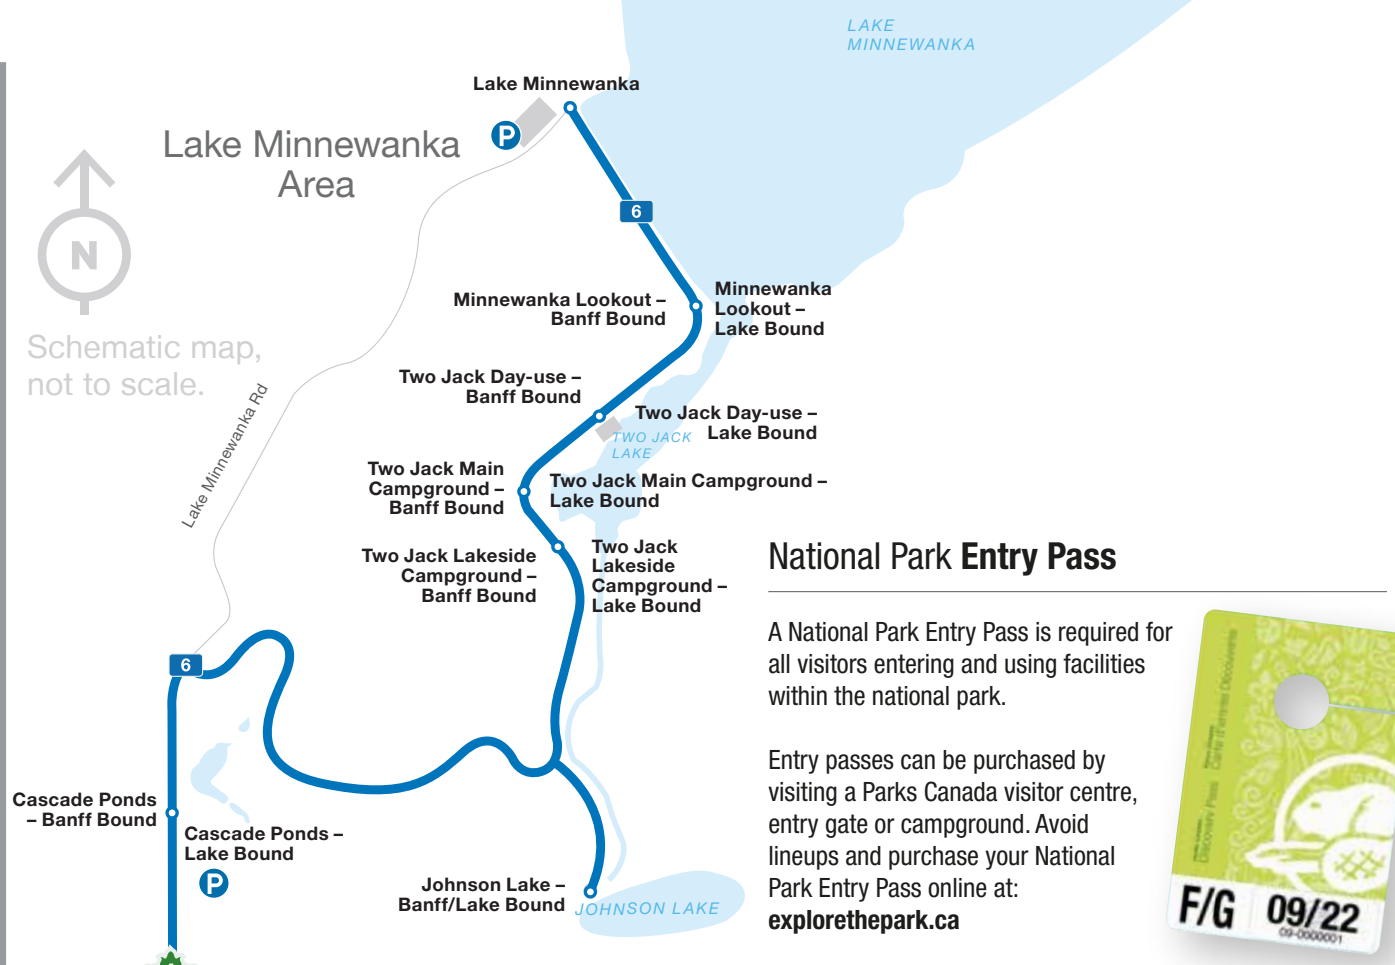 LAKE
MINNEWANKA
Lake Minnewanka
P
Lake Minnewanka
Area
N
Schematic map,
not to scale.
6
Minnewanka Lookout –
Banff Bound
Minnewanka
Lookout –
Lake Bound
Two Jack Day-use –
Banff Bound
Two Jack Day-use –
Lake Bound
TWO JACK
LAKE
Lake Minnewanka Rd
Two Jack Main
Campground –
Banff Bound
Two Jack Main Campground –
Lake Bound
Two Jack Lakeside
Campground –
Banff Bound
Two Jack
Lakeside
Campground –
Lake Bound
6
Cascade Ponds
– Banff Bound
Cascade Ponds –
Lake Bound
P
Johnson Lake –
Banff/Lake Bound
JOHNSON LAKE
National Park Entry Pass
A National Park Entry Pass is required for
all visitors entering and using facilities
within the national park.
Entry passes can be purchased by
visiting a Parks Canada visitor centre,
entry gate or campground. Avoid
lineups and purchase your National
Park Entry Pass online at:
explorethepark.ca
Discovery Pass
F/G
09/22
09-0000001